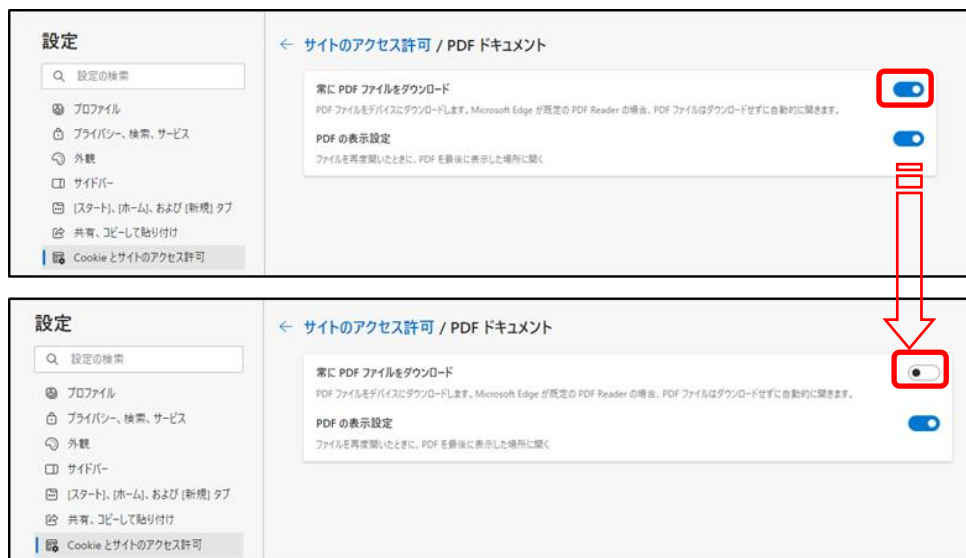 設定
設定の検索
プロファイル
プライバシー、検索、サービス
外観
サイドバー
[スタート]、[ホーム]、および [新規] タブ
共有、コピーして貼り付け
Cookie とサイトのアクセス許可
← サイトのアクセス許可 / PDF ドキュメント
常に PDF ファイルをダウンロード
PDF ファイルをデバイスにダウンロードします。Microsoft Edge が既定の PDF Reader の場合、PDF ファイルはダウンロードせずに自動的に開きます。
PDF の表示設定
ファイルを再度開いたときに、PDF を最後に表示した場所に開く
設定
設定の検索
プロファイル
プライバシー、検索、サービス
外観
サイドバー
[スタート]、[ホーム]、および [新規] タブ
共有、コピーして貼り付け
Cookie とサイトのアクセス許可
← サイトのアクセス許可 / PDF ドキュメント
常に PDF ファイルをダウンロード
PDF ファイルをデバイスにダウンロードします。Microsoft Edge が既定の PDF Reader の場合、PDF ファイルはダウンロードせずに自動的に開きます。
PDF の表示設定
ファイルを再度開いたときに、PDF を最後に表示した場所に開く